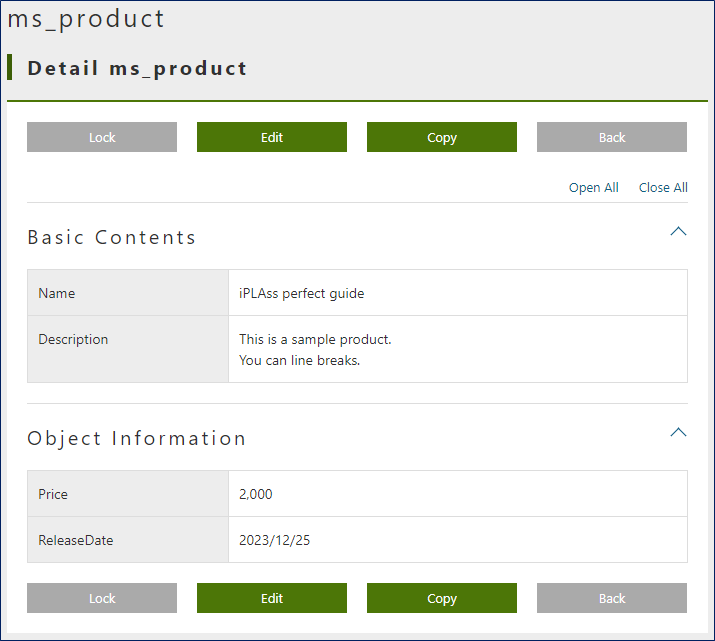 ms_product
Detail ms_product
Lock Edit Copy Back
Open All Close All
Basic Contents
Name iPLAss perfect guide
Description This is a sample product.
You can line breaks.
Object Information
Price 2,000
ReleaseDate 2023/12/25
Lock Edit Copy Back